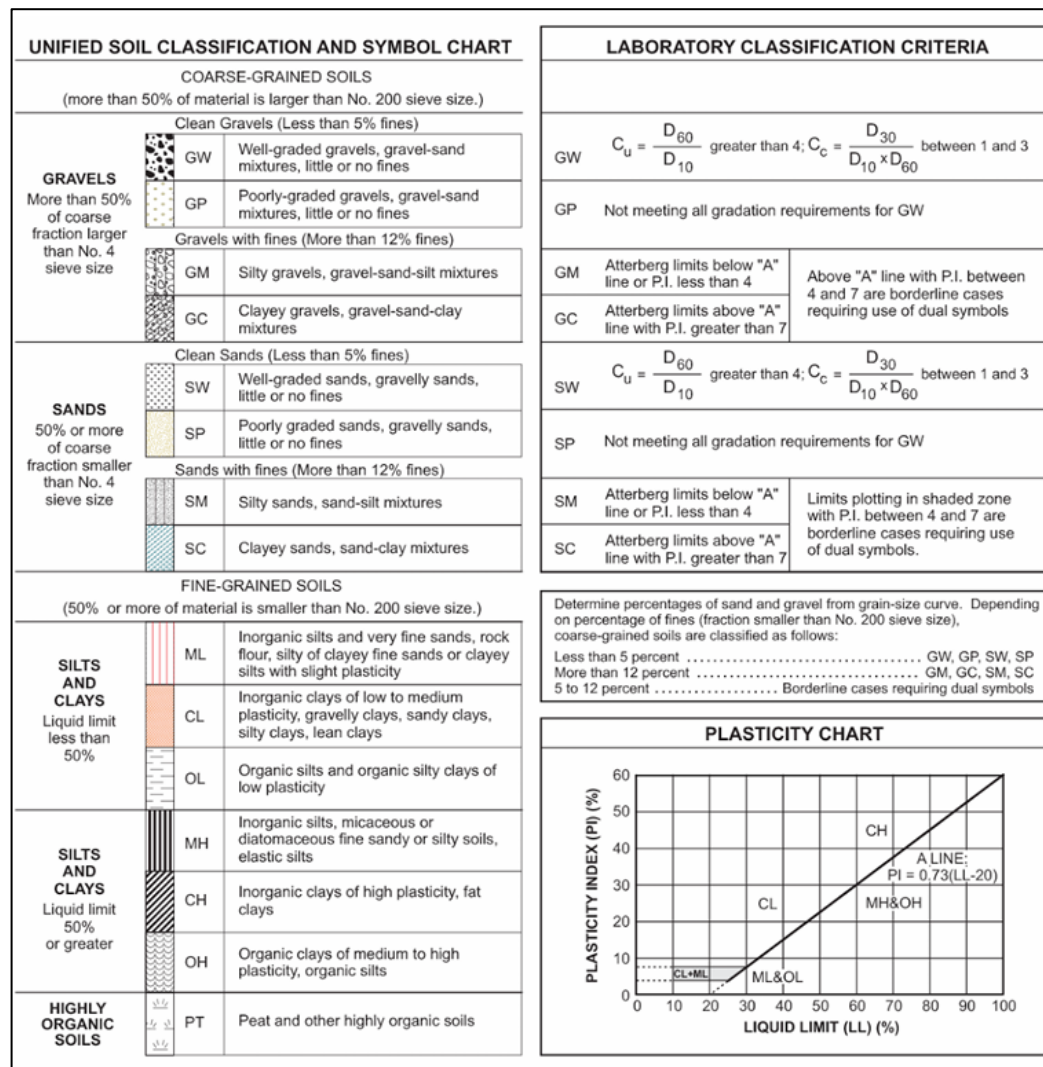 UNIFIED SOIL CLASSIFICATION AND SYMBOL CHART
COARSE-GRAINED SOILS
(more than 50% of material is larger than No. 200 sieve size.)
GRAVELS
More than 50%
of coarse
fraction larger
than No. 4
sieve size
Clean Gravels (Less than 5% fines)
GW
Well-graded gravels, gravel-sand
mixtures, little or no fines
GP
Poorly-graded gravels, gravel-sand
mixtures, little or no fines
Gravels with fines (More than 12% fines)
GM
Silty gravels, gravel-sand-silt mixtures
GC
Clayey gravels, gravel-sand-clay
mixtures
SANDS
50% or more
of coarse
fraction smaller
than No. 4
sieve size
Clean Sands (Less than 5% fines)
SW
Well-graded sands, gravelly sands,
little or no fines
SP
Poorly graded sands, gravelly sands,
little or no fines
Sands with fines (More than 12% fines)
SM
Silty sands, sand-silt mixtures
SC
Clayey sands, sand-clay mixtures
FINE-GRAINED SOILS
(50% or more of material is smaller than No. 200 sieve size.)
SILTS
AND
CLAYS
Liquid limit
less than
50%
ML
Inorganic silts and very fine sands, rock
flour, silty of clayey fine sands or clayey
silts with slight plasticity
CL
Inorganic clays of low to medium
plasticity, gravelly clays, sandy clays,
silty clays, lean clays
OL
Organic silts and organic silty clays of
low plasticity
SILTS
AND
CLAYS
Liquid limit
50%
or greater
MH
Inorganic silts, micaceous or
diatomaceous fine sandy or silty soils,
elastic silts
CH
Inorganic clays of high plasticity, fat
clays
OH
Organic clays of medium to high
plasticity, organic silts
HIGHLY
ORGANIC
SOILS
PT
Peat and other highly organic soils
LABORATORY CLASSIFICATION CRITERIA
GW
Cu = D60 / D10 greater than 4; Cc = D30 / D10 x D60 between 1 and 3
GP
Not meeting all gradation requirements for GW
GM
Atterberg limits below "A"
line or P.I. less than 4
GC
Atterberg limits above "A"
line with P.I. greater than 7
Above "A" line with P.I. between
4 and 7 are borderline cases
requiring use of dual symbols
SW
Cu = D60 / D10 greater than 4; Cc = D30 / D10 x D60 between 1 and 3
SP
Not meeting all gradation requirements for GW
SM
Atterberg limits below "A"
line or P.I. less than 4
SC
Atterberg limits above "A"
line with P.I. greater than 7
Limits plotting in shaded zone
with P.I. between 4 and 7 are
borderline cases requiring use
of dual symbols.
Determine percentages of sand and gravel from grain-size curve. Depending
on percentage of fines (fraction smaller than No. 200 sieve size),
coarse-grained soils are classified as follows:
Less than 5 percent .................................... GW, GP, SW, SP
More than 12 percent .................................. GM, GC, SM, SC
5 to 12 percent ................... Borderline cases requiring dual symbols
PLASTICITY CHART
PLASTICITY INDEX (PI) (%)
60
50
40
30
20
10
0
CH
A LINE:
PI = 0.73(LL-20)
CL
MH&OH
CL+ML
ML&OL
0 10 20 30 40 50 60 70 80 90 100
LIQUID LIMIT (LL) (%)